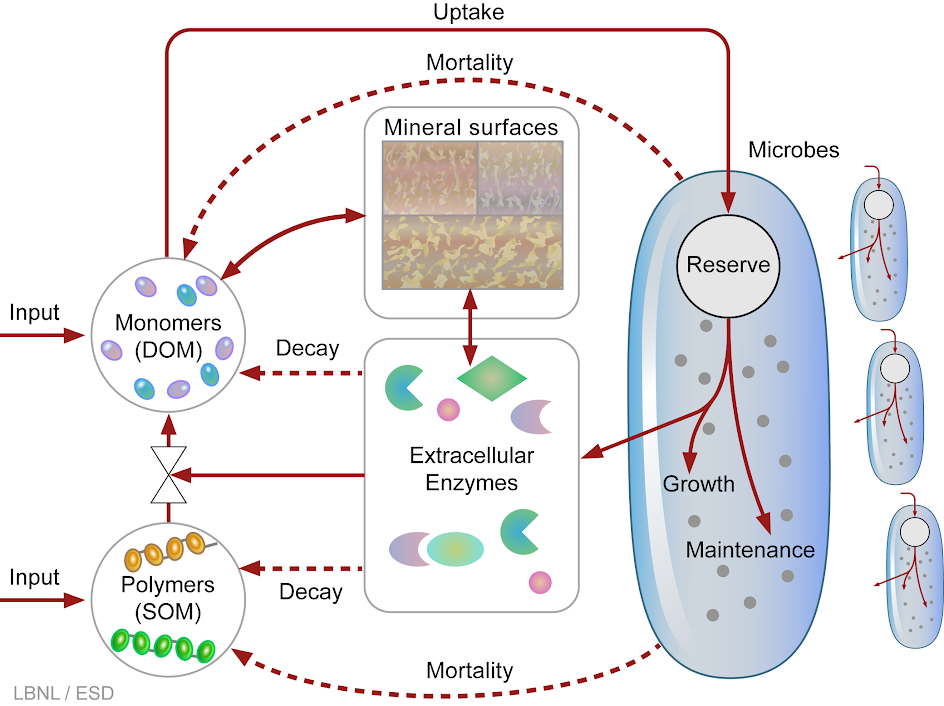 Uptake
Mortality
Mineral surfaces
Microbes
Reserve
Input
Monomers
(DOM)
Decay
Extracellular
Enzymes
Growth
Maintenance
Input
Polymers
(SOM)
Decay
Mortality
LBNL / ESD